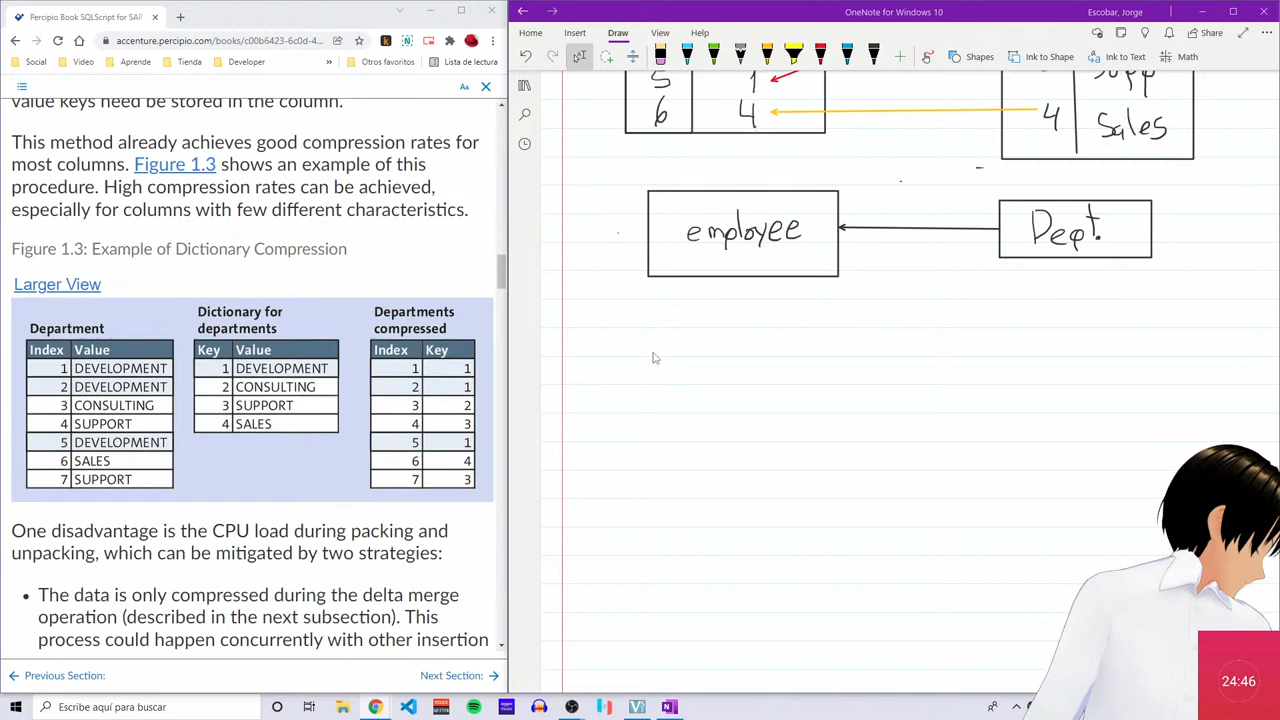 Percipio Book SQLScript for SAP
accenture.percipio.com/books/c00b6423-6c0d-4...
Social
Video
Aprende
Tienda
Developer
»
Otros favoritos
Lista de lectura
value keys need be stored in the column.
This method already achieves good compression rates for
most columns. Figure 1.3 shows an example of this
procedure. High compression rates can be achieved,
especially for columns with few different characteristics.
Figure 1.3: Example of Dictionary Compression
Larger View
Department
Index Value
1 DEVELOPMENT
2 DEVELOPMENT
3 CONSULTING
4 SUPPORT
5 DEVELOPMENT
6 SALES
7 SUPPORT
Dictionary for
departments
Key Value
1 DEVELOPMENT
2 CONSULTING
3 SUPPORT
4 SALES
Departments
compressed
Index Key
1 1
2 1
3 2
4 3
5 1
6 4
7 3
One disadvantage is the CPU load during packing and
unpacking, which can be mitigated by two strategies:
• The data is only compressed during the delta merge
operation (described in the next subsection). This
process could happen concurrently with other insertion
Previous Section:
Next Section:
OneNote for Windows 10
Escobar, Jorge
Home Insert Draw View Help
Share
Shapes
Ink to Shape
Ink to Text
Math
5 1
6 4
Supp
4 Sales
employee
Dept.
24:46
Escribe aquí para buscar